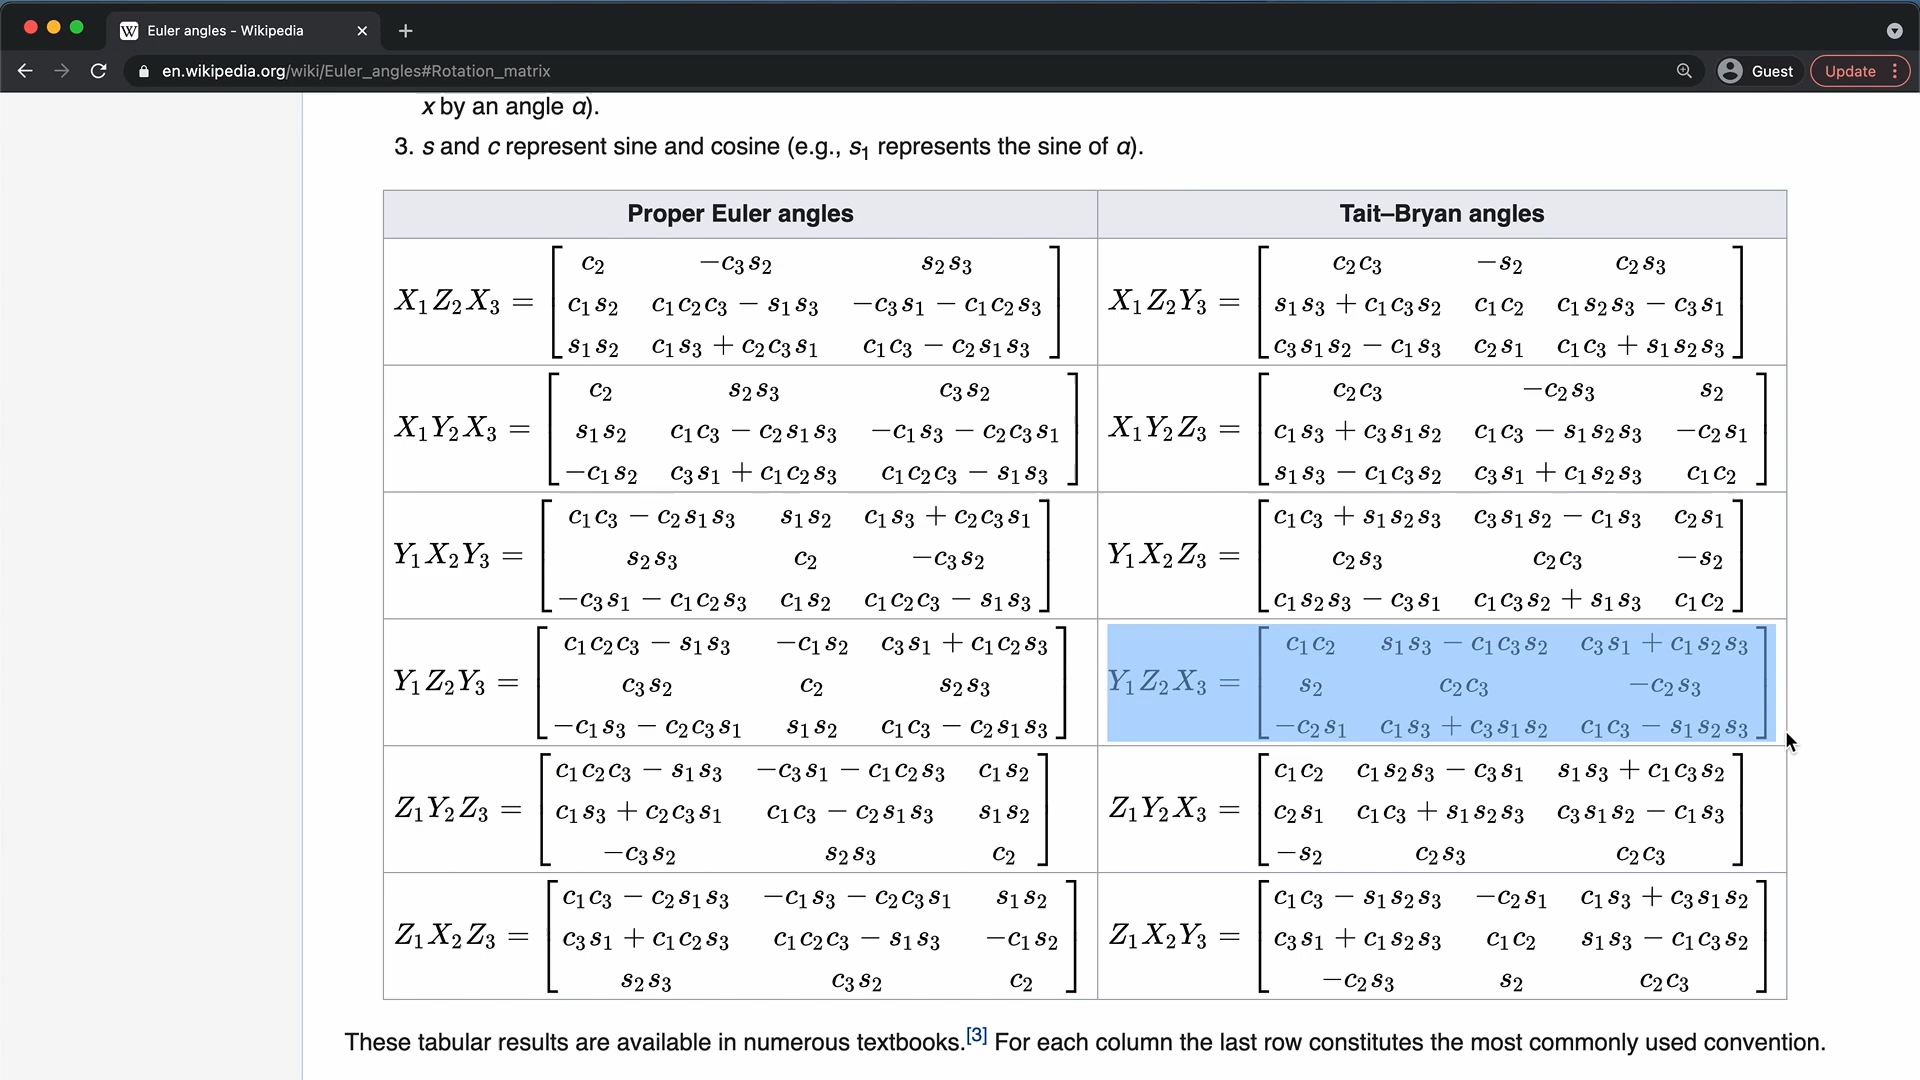 Euler angles - Wikipedia
en.wikipedia.org/wiki/Euler_angles#Rotation_matrix
Guest
Update
x by an angle α).
3. s and c represent sine and cosine (e.g., s₁ represents the sine of α).
Proper Euler angles
Tait–Bryan angles
X₁Z₂X₃ =
c₂ −c₃s₂ s₂s₃
c₁s₂ c₁c₂c₃ − s₁s₃ −c₃s₁ − c₁c₂s₃
s₁s₂ c₁s₃ + c₂c₃s₁ c₁c₃ − c₂s₁s₃
X₁Z₂Y₃ =
c₂c₃ −s₂ c₂s₃
s₁s₃ + c₁c₃s₂ c₁c₂ c₁s₂s₃ − c₃s₁
c₃s₁s₂ − c₁s₃ c₂s₁ c₁c₃ + s₁s₂s₃
X₁Y₂X₃ =
c₂ s₂s₃ c₃s₂
s₁s₂ c₁c₃ − c₂s₁s₃ −c₁s₃ − c₂c₃s₁
−c₁s₂ c₃s₁ + c₁c₂s₃ c₁c₂c₃ − s₁s₃
X₁Y₂Z₃ =
c₂c₃ −c₂s₃ s₂
c₁s₃ + c₃s₁s₂ c₁c₃ − s₁s₂s₃ −c₂s₁
s₁s₃ − c₁c₃s₂ c₃s₁ + c₁s₂s₃ c₁c₂
Y₁X₂Y₃ =
c₁c₃ − c₂s₁s₃ s₁s₂ c₁s₃ + c₂c₃s₁
s₂s₃ c₂ −c₃s₂
−c₃s₁ − c₁c₂s₃ c₁s₂ c₁c₂c₃ − s₁s₃
Y₁X₂Z₃ =
c₁c₃ + s₁s₂s₃ c₃s₁s₂ − c₁s₃ c₂s₁
c₂s₃ c₂c₃ −s₂
c₁s₂s₃ − c₃s₁ c₁c₃s₂ + s₁s₃ c₁c₂
Y₁Z₂Y₃ =
c₁c₂c₃ − s₁s₃ −c₁s₂ c₃s₁ + c₁c₂s₃
c₃s₂ c₂ s₂s₃
−c₁s₃ − c₂c₃s₁ s₁s₂ c₁c₃ − c₂s₁s₃
Y₁Z₂X₃ =
c₁c₂ s₁s₃ − c₁c₃s₂ c₃s₁ + c₁s₂s₃
s₂ c₂c₃ −c₂s₃
−c₂s₁ c₁s₃ + c₃s₁s₂ c₁c₃ − s₁s₂s₃
Z₁Y₂Z₃ =
c₁c₂c₃ − s₁s₃ −c₃s₁ − c₁c₂s₃ c₁s₂
c₁s₃ + c₂c₃s₁ c₁c₃ − c₂s₁s₃ s₁s₂
−c₃s₂ s₂s₃ c₂
Z₁Y₂X₃ =
c₁c₂ c₁s₂s₃ − c₃s₁ s₁s₃ + c₁c₃s₂
c₂s₁ c₁c₃ + s₁s₂s₃ c₃s₁s₂ − c₁s₃
−s₂ c₂s₃ c₂c₃
Z₁X₂Z₃ =
c₁c₃ − c₂s₁s₃ −c₁s₃ − c₂c₃s₁ s₁s₂
c₃s₁ + c₁c₂s₃ c₁c₂c₃ − s₁s₃ −c₁s₂
s₂s₃ c₃s₂ c₂
Z₁X₂Y₃ =
c₁c₃ − s₁s₂s₃ −c₂s₁ c₁s₃ + c₃s₁s₂
c₃s₁ + c₁s₂s₃ c₁c₂ s₁s₃ − c₁c₃s₂
−c₂s₃ s₂ c₂c₃
These tabular results are available in numerous textbooks.[3] For each column the last row constitutes the most commonly used convention.